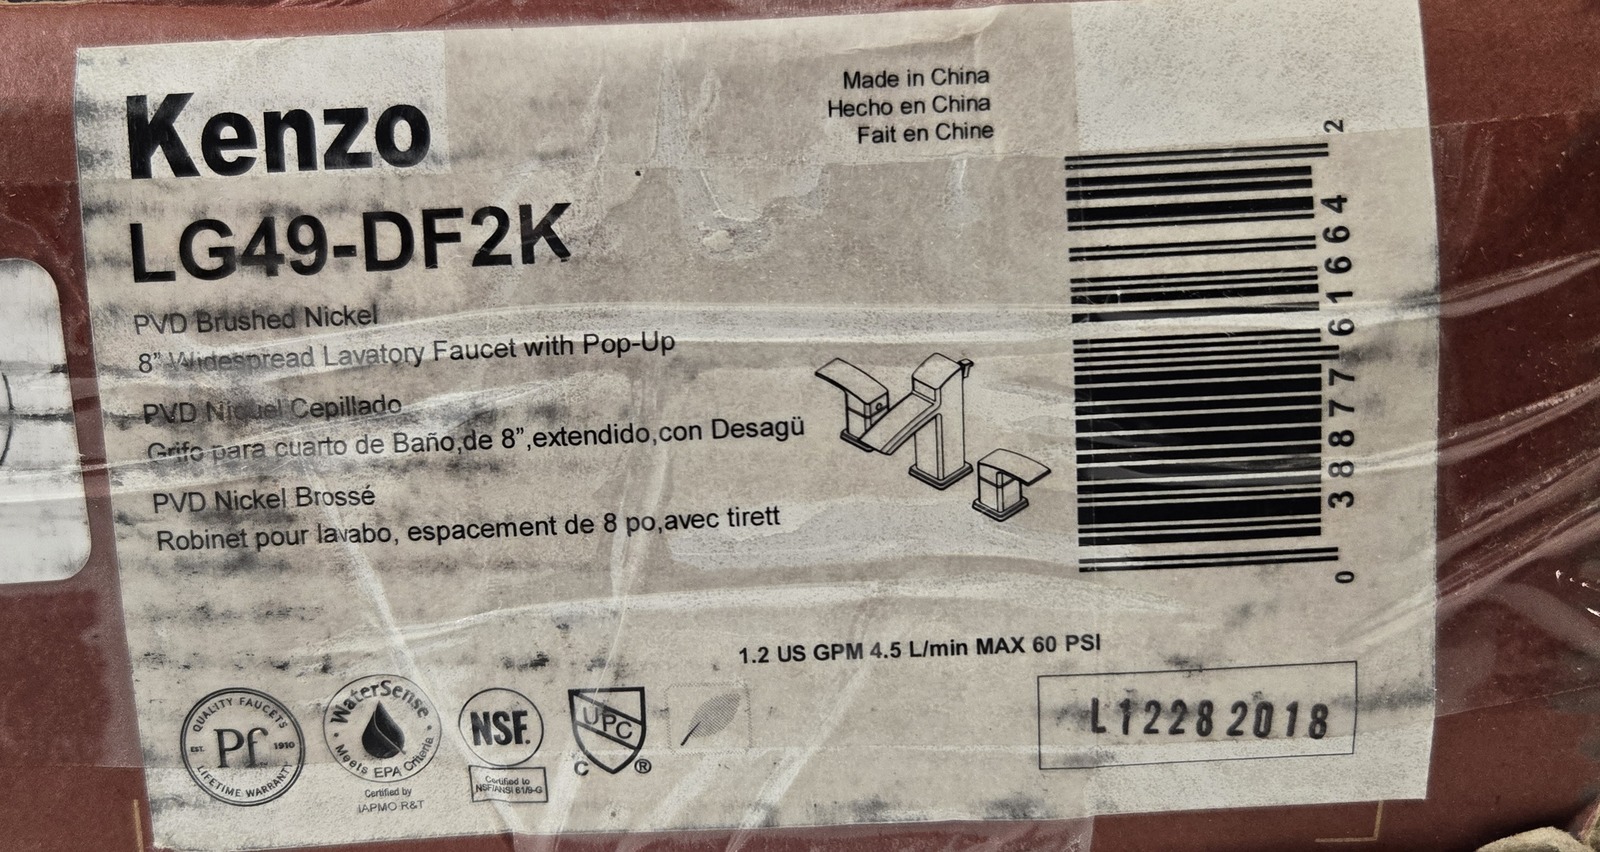 Kenzo
LG49-DF2K
Made in China
Hecho en China
Fait en Chine
PVD Brushed Nickel
8” Widespread Lavatory Faucet with Pop-Up
PVD Niquel Cepillado
Grifo para cuarto de Baño,de 8”,extendido,con Desagü
PVD Nickel Brossé
Robinet pour lavabo, espacement de 8 po,avec tirett
0 38877 61664 2
1.2 US GPM 4.5 L/min MAX 60 PSI
QUALITY FAUCETS
EST. Pf 1910
LIFETIME WARRANTY
WaterSense
Meets EPA Criteria
Certified by
IAPMO R&T
NSF.
Certified to
NSF/ANSI 61/9-G
UPC
C ®
L12282018